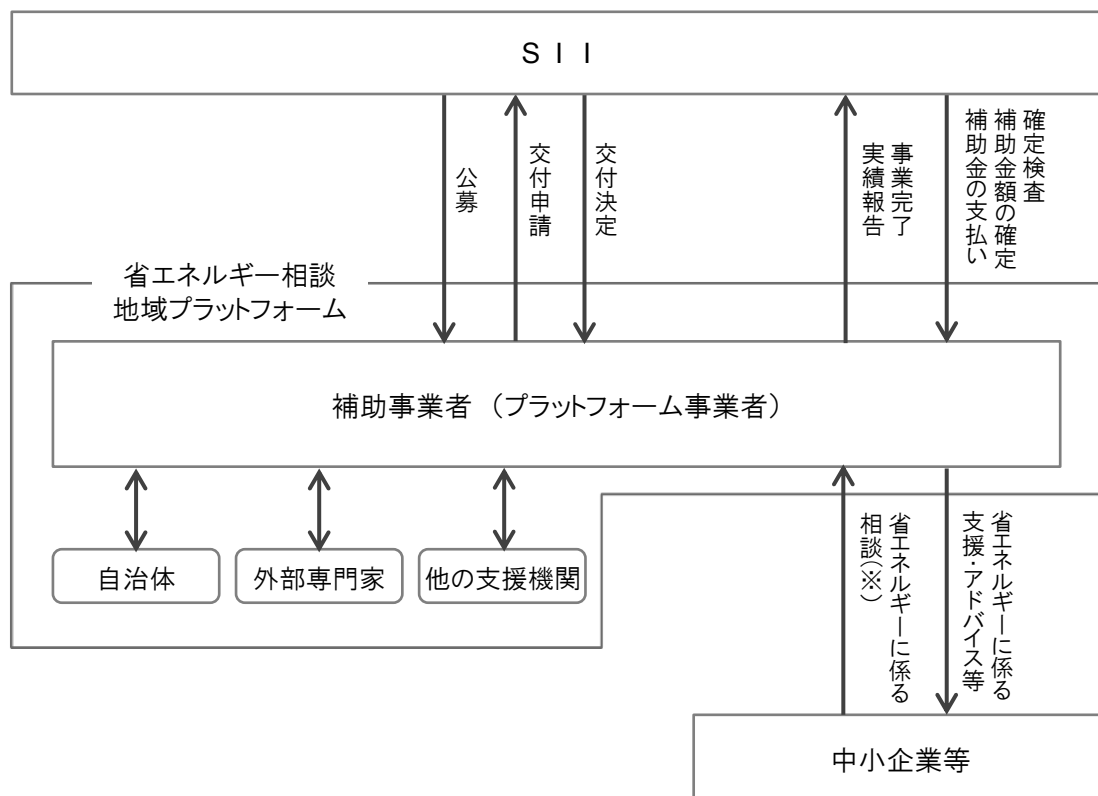 ＳＩＩ
公募
交付申請
交付決定
事業完了
実績報告
確定検査
補助金額の確定
補助金の支払い
省エネルギー相談
地域プラットフォーム
補助事業者（プラットフォーム事業者）
自治体
外部専門家
他の支援機関
省エネルギーに係る
相談（※）
省エネルギーに係る
支援・アドバイス等
中小企業等